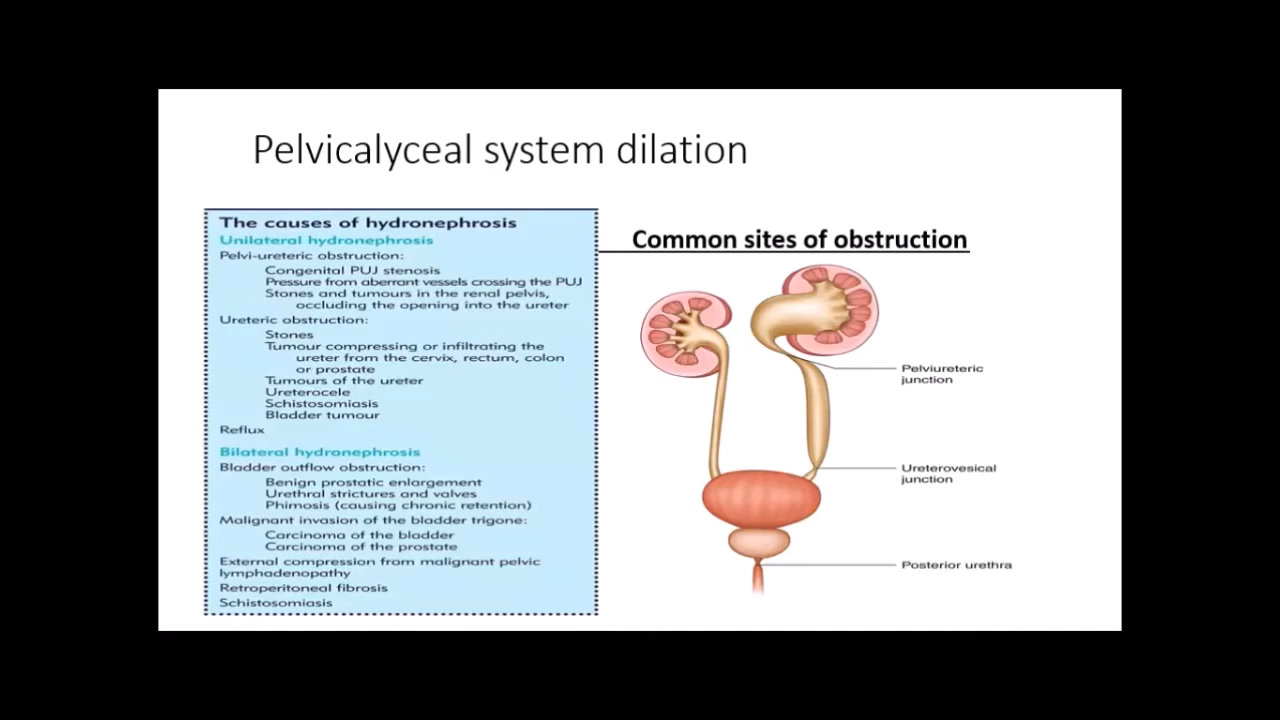 Pelvicalyceal system dilation
The causes of hydronephrosis
Unilateral hydronephrosis
Pelvi-ureteric obstruction:
Congenital PUJ stenosis
Pressure from aberrant vessels crossing the PUJ
Stones and tumours in the renal pelvis,
occluding the opening into the ureter
Ureteric obstruction:
Stones
Tumour compressing or infiltrating the
ureter from the cervix, rectum, colon
or prostate
Tumours of the ureter
Ureterocele
Schistosomiasis
Bladder tumour
Reflux
Bilateral hydronephrosis
Bladder outflow obstruction:
Benign prostatic enlargement
Urethral strictures and valves
Phimosis (causing chronic retention)
Malignant invasion of the bladder trigone:
Carcinoma of the bladder
Carcinoma of the prostate
External compression from malignant pelvic
lymphadenopathy
Retroperitoneal fibrosis
Schistosomiasis
Common sites of obstruction
Pelviureteric
junction
Ureterovesical
junction
Posterior urethra